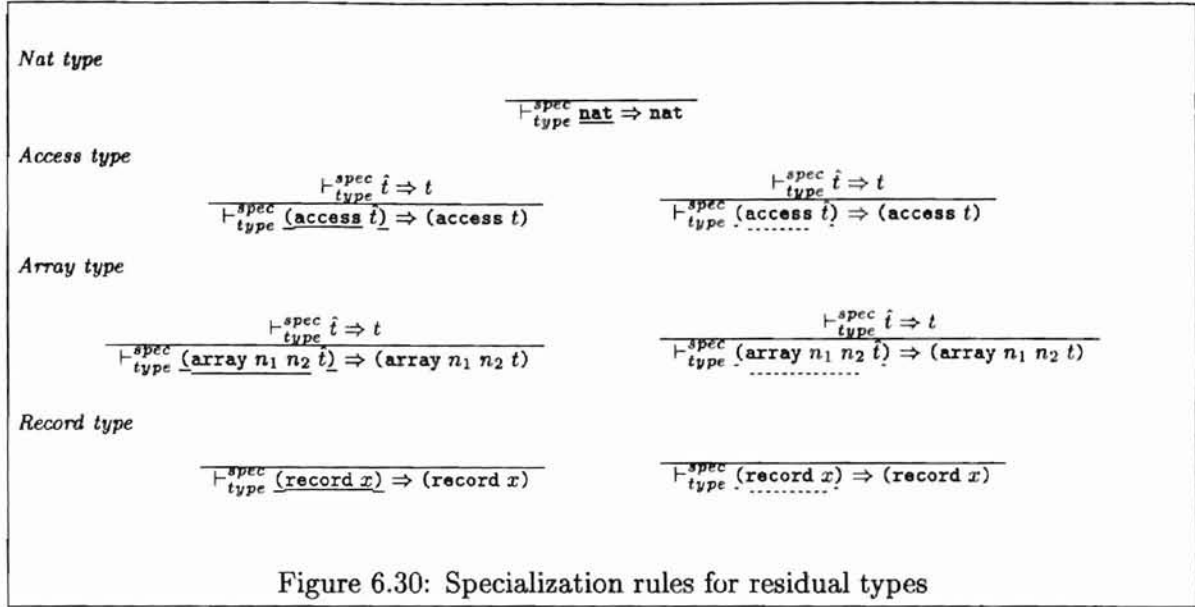 Nat type
⊢^{spec}_{type} nat ⇒ nat
Access type
⊢^{spec}_{type} t̂ ⇒ t
⊢^{spec}_{type} (access t̂) ⇒ (access t)
⊢^{spec}_{type} t̂ ⇒ t
⊢^{spec}_{type} (access t̂) ⇒ (access t)
Array type
⊢^{spec}_{type} t̂ ⇒ t
⊢^{spec}_{type} (array n₁ n₂ t̂) ⇒ (array n₁ n₂ t)
⊢^{spec}_{type} t̂ ⇒ t
⊢^{spec}_{type} (array n₁ n₂ t̂) ⇒ (array n₁ n₂ t)
Record type
⊢^{spec}_{type} (record x) ⇒ (record x)
⊢^{spec}_{type} (record x) ⇒ (record x)
Figure 6.30: Specialization rules for residual types